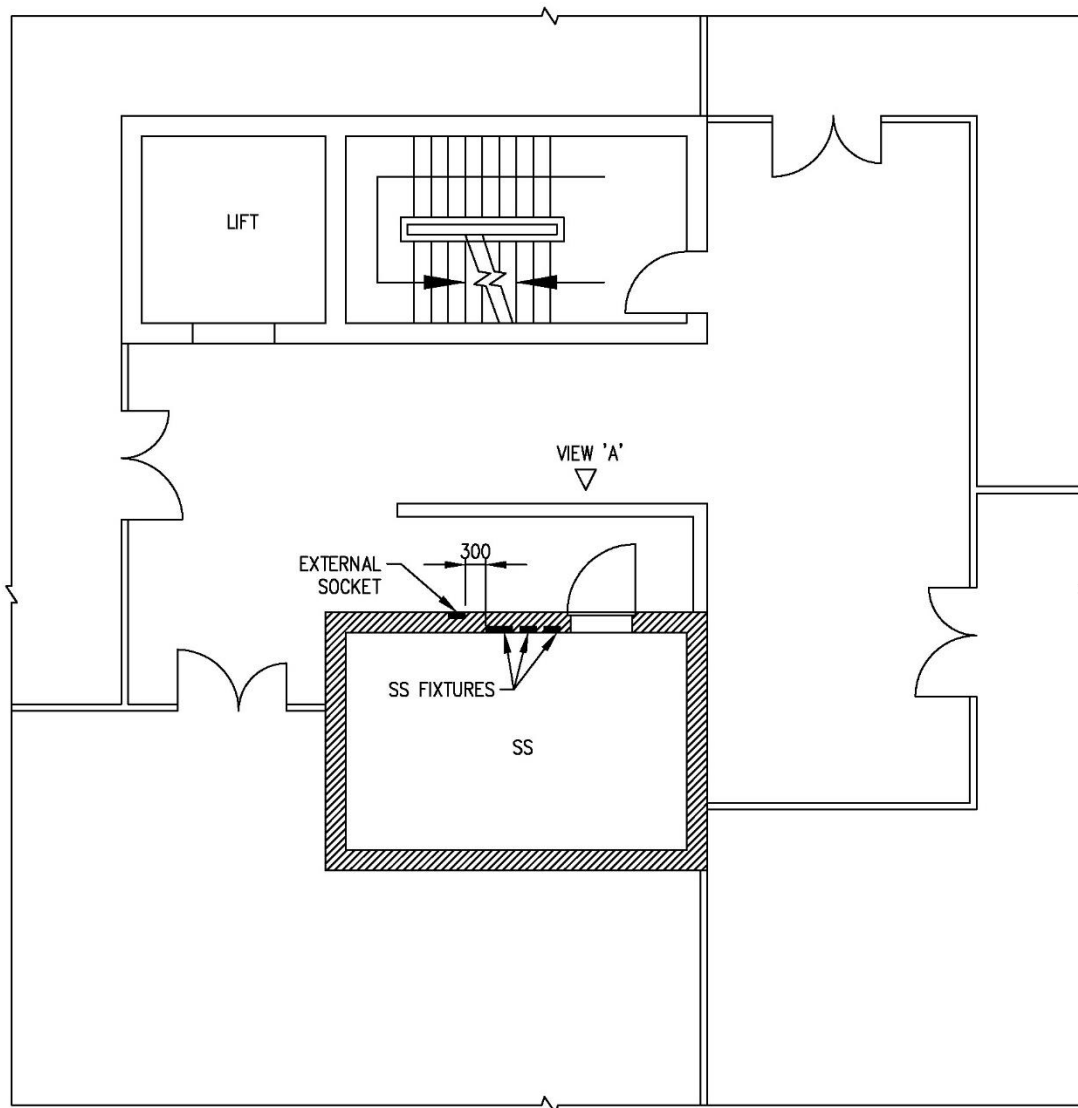 LIFT
VIEW 'A'
300
EXTERNAL
SOCKET
SS FIXTURES
SS